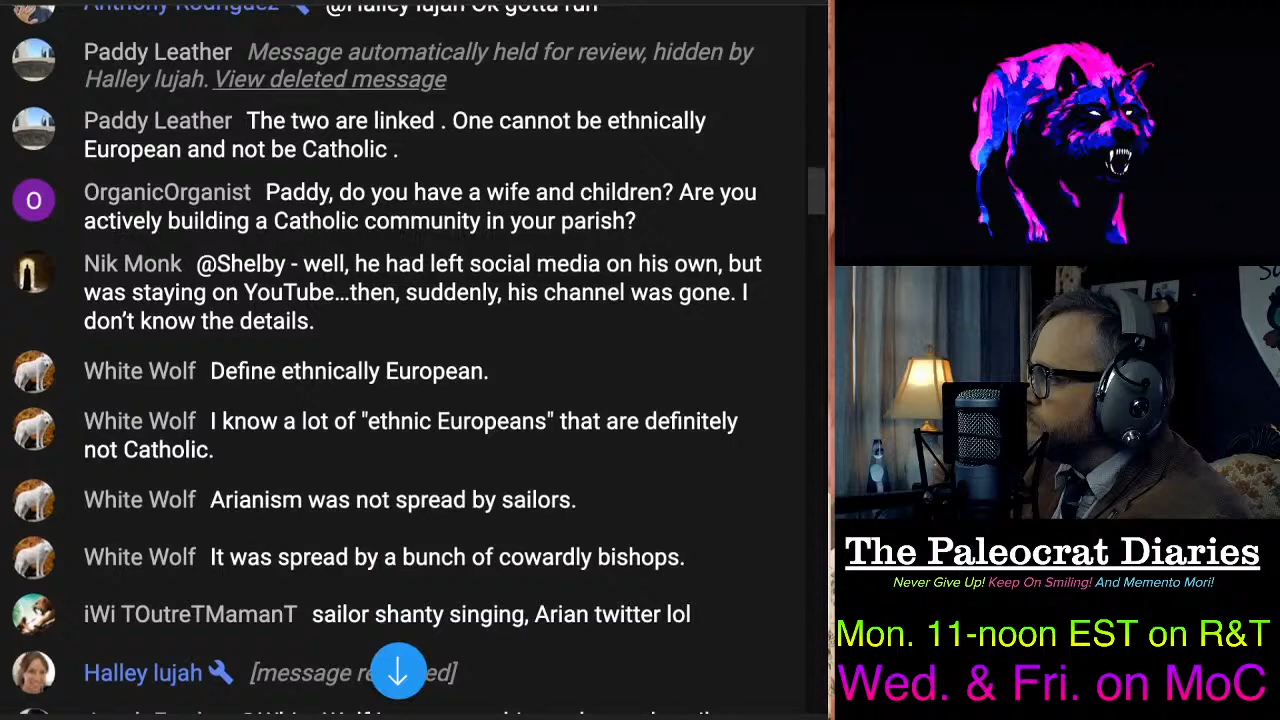 Anthony Rodriguez @Halley lujah Ok gotta run
Paddy Leather Message automatically held for review, hidden by
Halley lujah. View deleted message
Paddy Leather The two are linked . One cannot be ethnically
European and not be Catholic .
O OrganicOrganist Paddy, do you have a wife and children? Are you
actively building a Catholic community in your parish?
Nik Monk @Shelby - well, he had left social media on his own, but
was staying on YouTube…then, suddenly, his channel was gone. I
don’t know the details.
White Wolf Define ethnically European.
White Wolf I know a lot of "ethnic Europeans" that are definitely
not Catholic.
White Wolf Arianism was not spread by sailors.
White Wolf It was spread by a bunch of cowardly bishops.
iWi TOutreTMamanT sailor shanty singing, Arian twitter lol
Halley lujah [message
The Paleocrat Diaries
Never Give Up! Keep On Smiling! And Memento Mori!
Mon. 11-noon EST on R&T
Wed. & Fri. on MoC